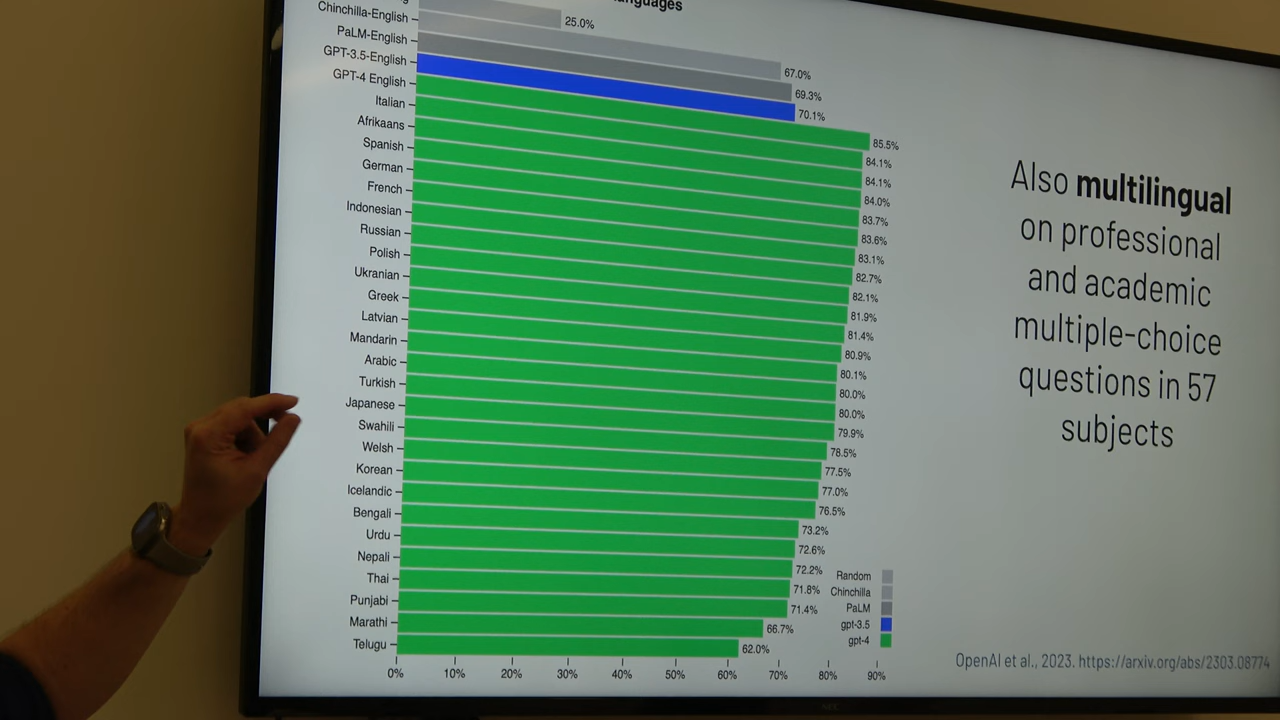 nguages
Chinchilla-English
25.0%
PaLM-English
67.0%
GPT-3.5-English
69.3%
GPT-4 English
70.1%
Italian
85.5%
Afrikaans
84.1%
Spanish
84.1%
German
84.0%
French
83.7%
Indonesian
83.6%
Russian
83.1%
Polish
82.7%
Ukranian
82.1%
Greek
81.9%
Latvian
81.4%
Mandarin
80.9%
Arabic
80.1%
Turkish
80.0%
Japanese
80.0%
Swahili
79.9%
Welsh
78.5%
Korean
77.5%
Icelandic
77.0%
Bengali
76.5%
Urdu
73.2%
Nepali
72.6%
Thai
72.2%
Punjabi
71.8%
Marathi
71.4%
Telugu
66.7%
62.0%
0% 10% 20% 30% 40% 50% 60% 70% 80% 90%
Random
Chinchilla
PaLM
gpt-3.5
gpt-4
Also multilingual
on professional
and academic
multiple-choice
questions in 57
subjects
OpenAI et al., 2023. https://arxiv.org/abs/2303.08774
NEC